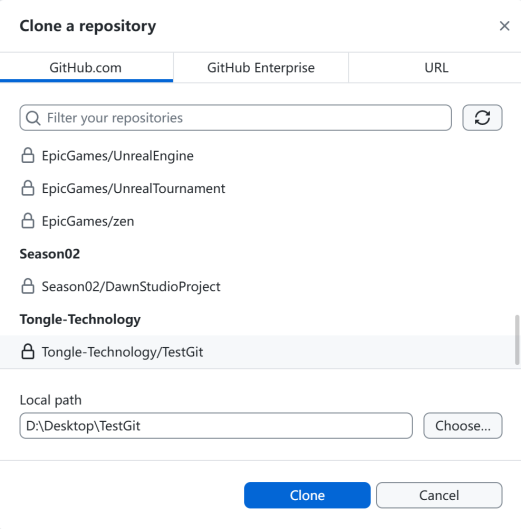 Clone a repository
GitHub.com
GitHub Enterprise
URL
Filter your repositories
EpicGames/UnrealEngine
EpicGames/UnrealTournament
EpicGames/zen
Season02
Season02/DawnStudioProject
Tongle-Technology
Tongle-Technology/TestGit
Local path
D:\Desktop\TestGit
Choose...
Clone
Cancel